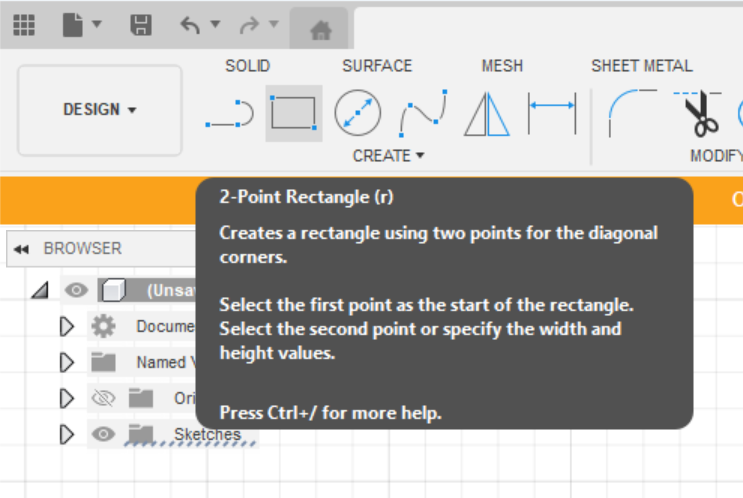 SOLID SURFACE MESH SHEET METAL
DESIGN
CREATE MODIFY
2-Point Rectangle (r)
Creates a rectangle using two points for the diagonal
corners.
Select the first point as the start of the rectangle.
Select the second point or specify the width and
height values.
Press Ctrl+/ for more help.
BROWSER
(Unsa
Docume
Named V
Ori
Sketches